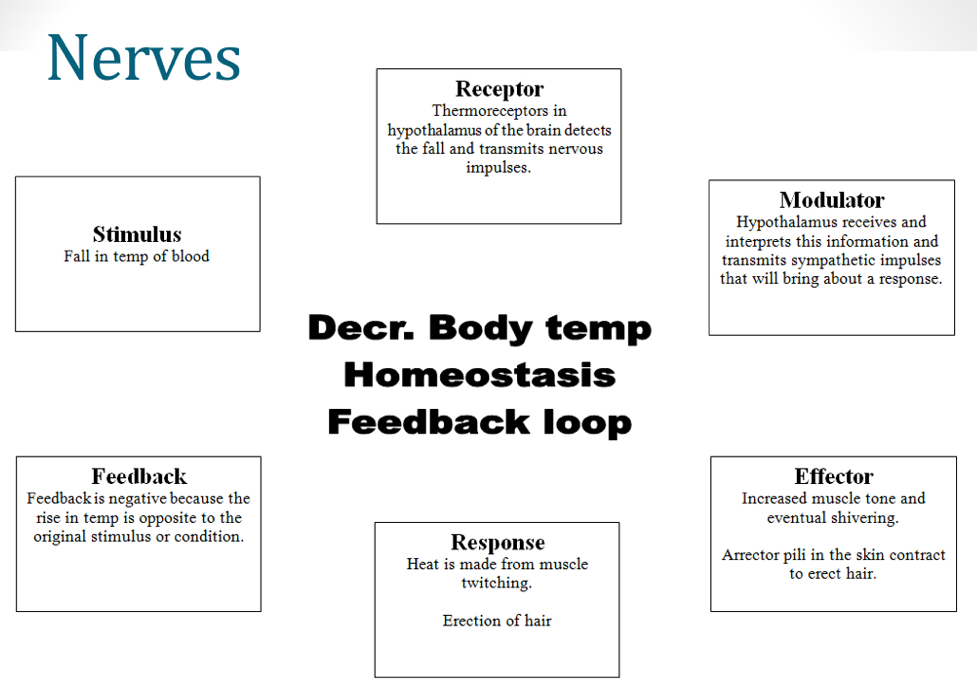 Nerves
Receptor
Thermoreceptors in
hypothalamus of the brain detects
the fall and transmits nervous
impulses.
Stimulus
Fall in temp of blood
Modulator
Hypothalamus receives and
interprets this information and
transmits sympathetic impulses
that will bring about a response.
Decr. Body temp
Homeostasis
Feedback loop
Feedback
Feedback is negative because the
rise in temp is opposite to the
original stimulus or condition.
Response
Heat is made from muscle
twitching.
Erection of hair
Effector
Increased muscle tone and
eventual shivering.
Arrector pili in the skin contract
to erect hair.